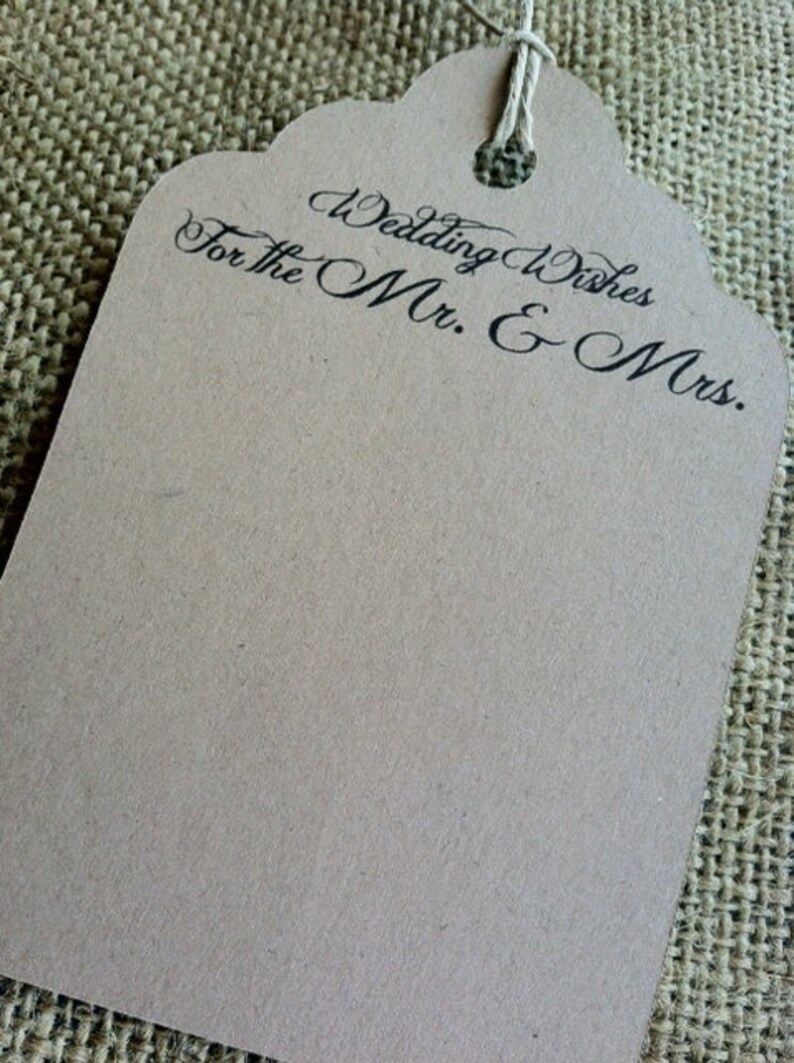 Wedding Wishes
For the Mr. & Mrs.